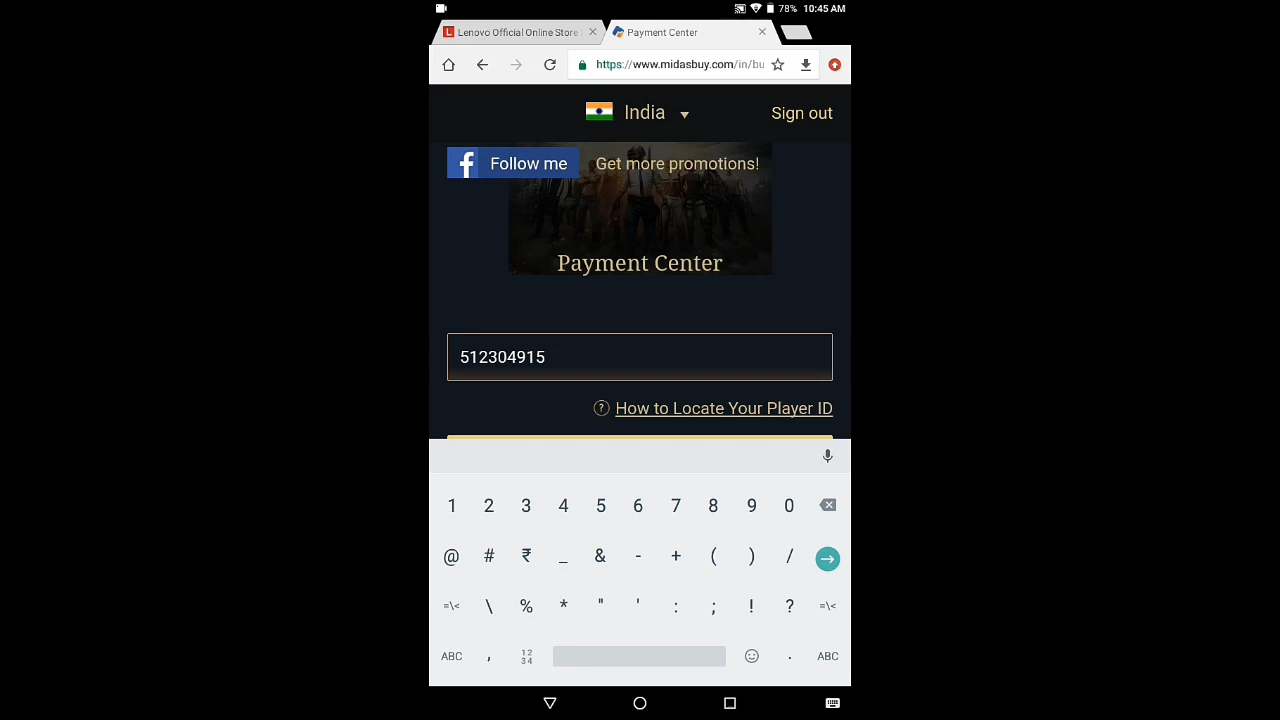 78% 10:45 AM
L Lenovo Official Online Store Payment Center
https://www.midasbuy.com/in/bu
India Sign out
f Follow me Get more promotions!
Payment Center
512304915
? How to Locate Your Player ID
1 2 3 4 5 6 7 8 9 0
@ # ₹ _ & - + ( ) /
=\< \ % * " ' : ; ! ? =\<
ABC , 12 34 . ABC